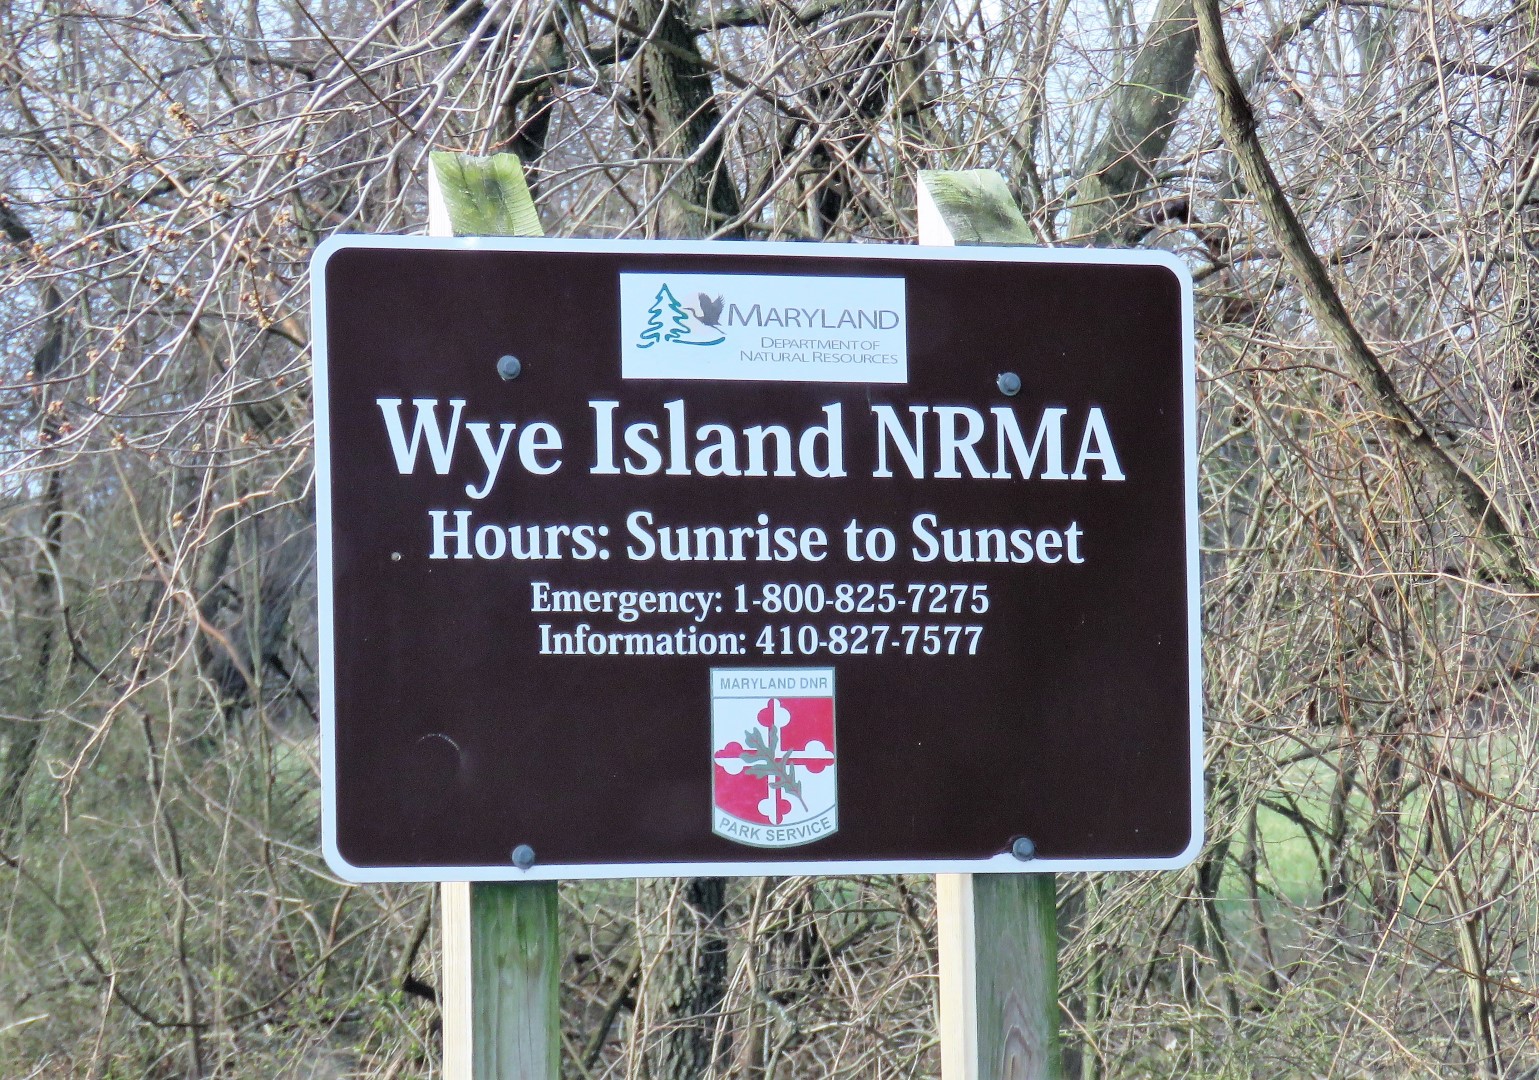 MARYLAND
DEPARTMENT OF
NATURAL RESOURCES
Wye Island NRMA
Hours: Sunrise to Sunset
Emergency: 1-800-825-7275
Information: 410-827-7577
MARYLAND DNR
PARK SERVICE